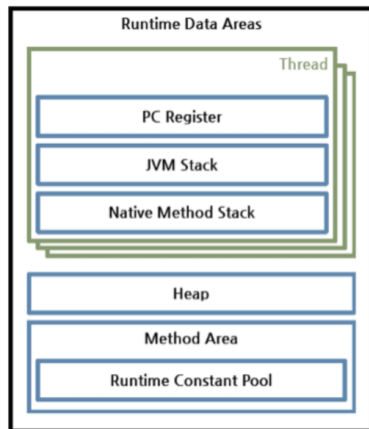 Runtime Data Areas
Thread
PC Register
JVM Stack
Native Method Stack
Heap
Method Area
Runtime Constant Pool